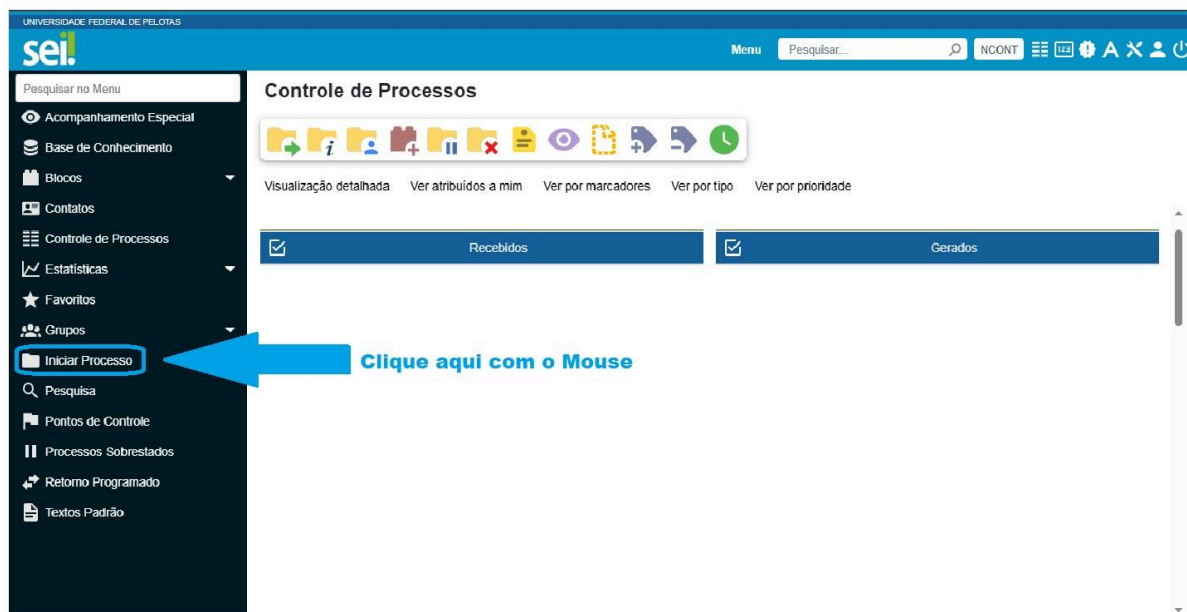 UNIVERSIDADE FEDERAL DE PELOTAS
sei!
Menu
Pesquisar...
NCONT
123
A
Pesquisar no Menu
Acompanhamento Especial
Base de Conhecimento
Blocos
Contatos
Controle de Processos
Estatísticas
Favoritos
Grupos
Iniciar Processo
Pesquisa
Pontos de Controle
Processos Sobrestados
Retorno Programado
Textos Padrão
Controle de Processos
Visualização detalhada Ver atribuídos a mim Ver por marcadores Ver por tipo Ver por prioridade
Recebidos
Gerados
Clique aqui com o Mouse